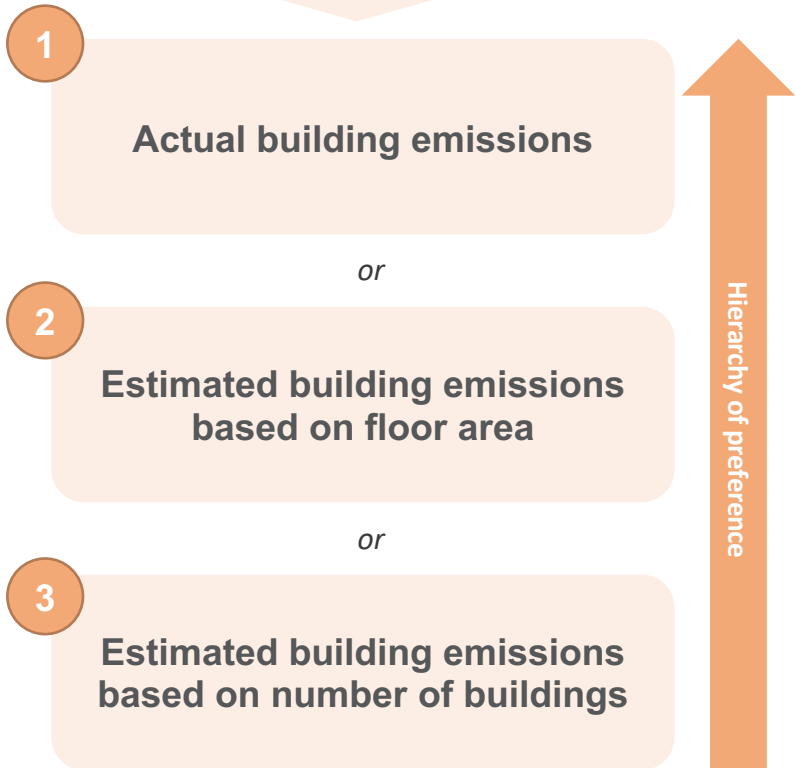 1
Actual building emissions
or
2
Estimated building emissions
based on floor area
or
3
Estimated building emissions
based on number of buildings
Hierarchy of preference